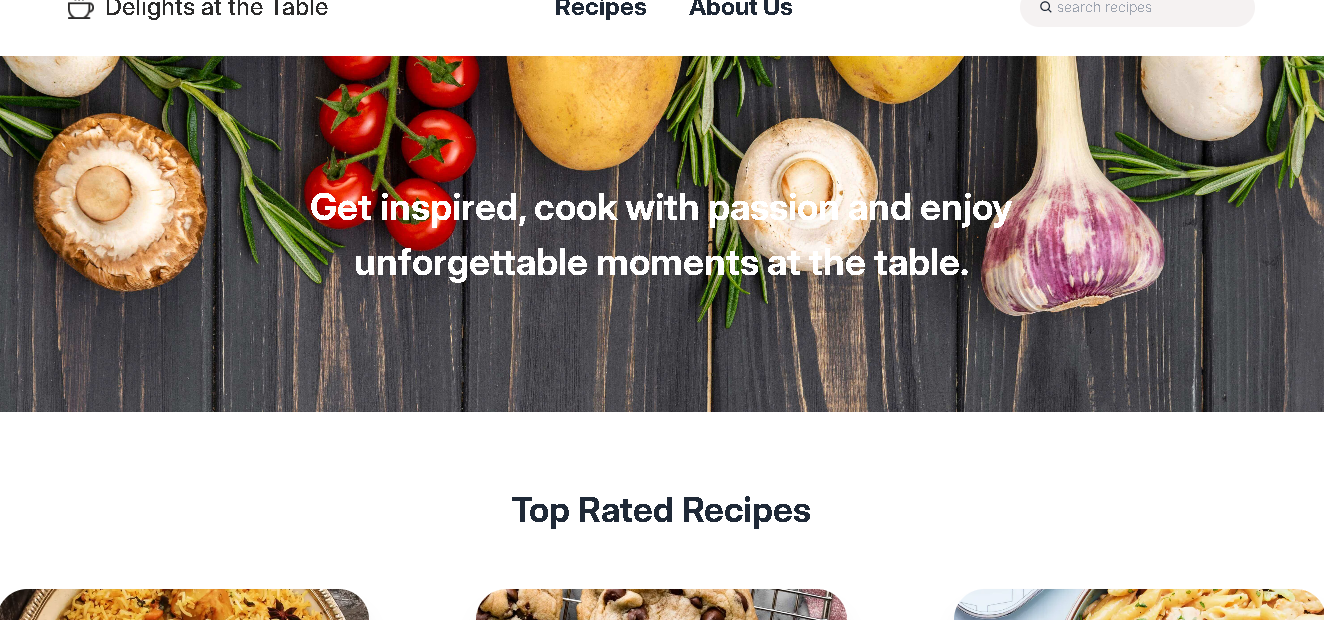 Delights at the Table
Recipes
About Us
search recipes
Get inspired, cook with passion and enjoy
unforgettable moments at the table.
Top Rated Recipes